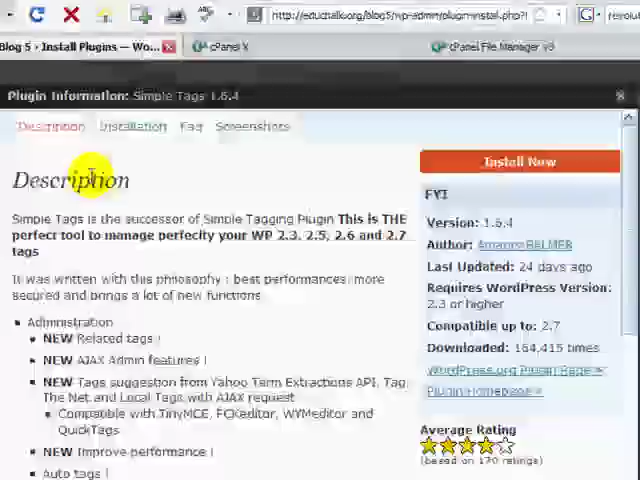 http://eductalk.org/blog5/wp-admin/plugin-install.php?
Blog 5 › Install Plugins — Wo...
cPanel X
cPanel File Manager v3
Plugin Information: Simple Tags 1.6.4
Description Installation Faq Screenshots
Description
Install Now
FYI
Simple Tags is the successor of Simple Tagging Plugin This is THE
perfect tool to manage perfeclty your WP 2.3, 2.5, 2.6 and 2.7
tags
It was written with this philosophy : best performances, more
secured and brings a lot of new functions
Administration
NEW Related tags !
NEW AJAX Admin features !
NEW Tags suggestion from Yahoo Term Extractions API, Tag
The Net and Local Tags with AJAX request
Compatible with TinyMCE, FCKeditor, WYMeditor and
QuickTags
NEW Improve performance !
Auto tags !
Version: 1.6.4
Author: Amaury BALMER
Last Updated: 24 days ago
Requires WordPress Version:
2.3 or higher
Compatible up to: 2.7
Downloaded: 164,415 times
WordPress.org Plugin Page »
Plugin Homepage »
Average Rating
(based on 170 ratings)